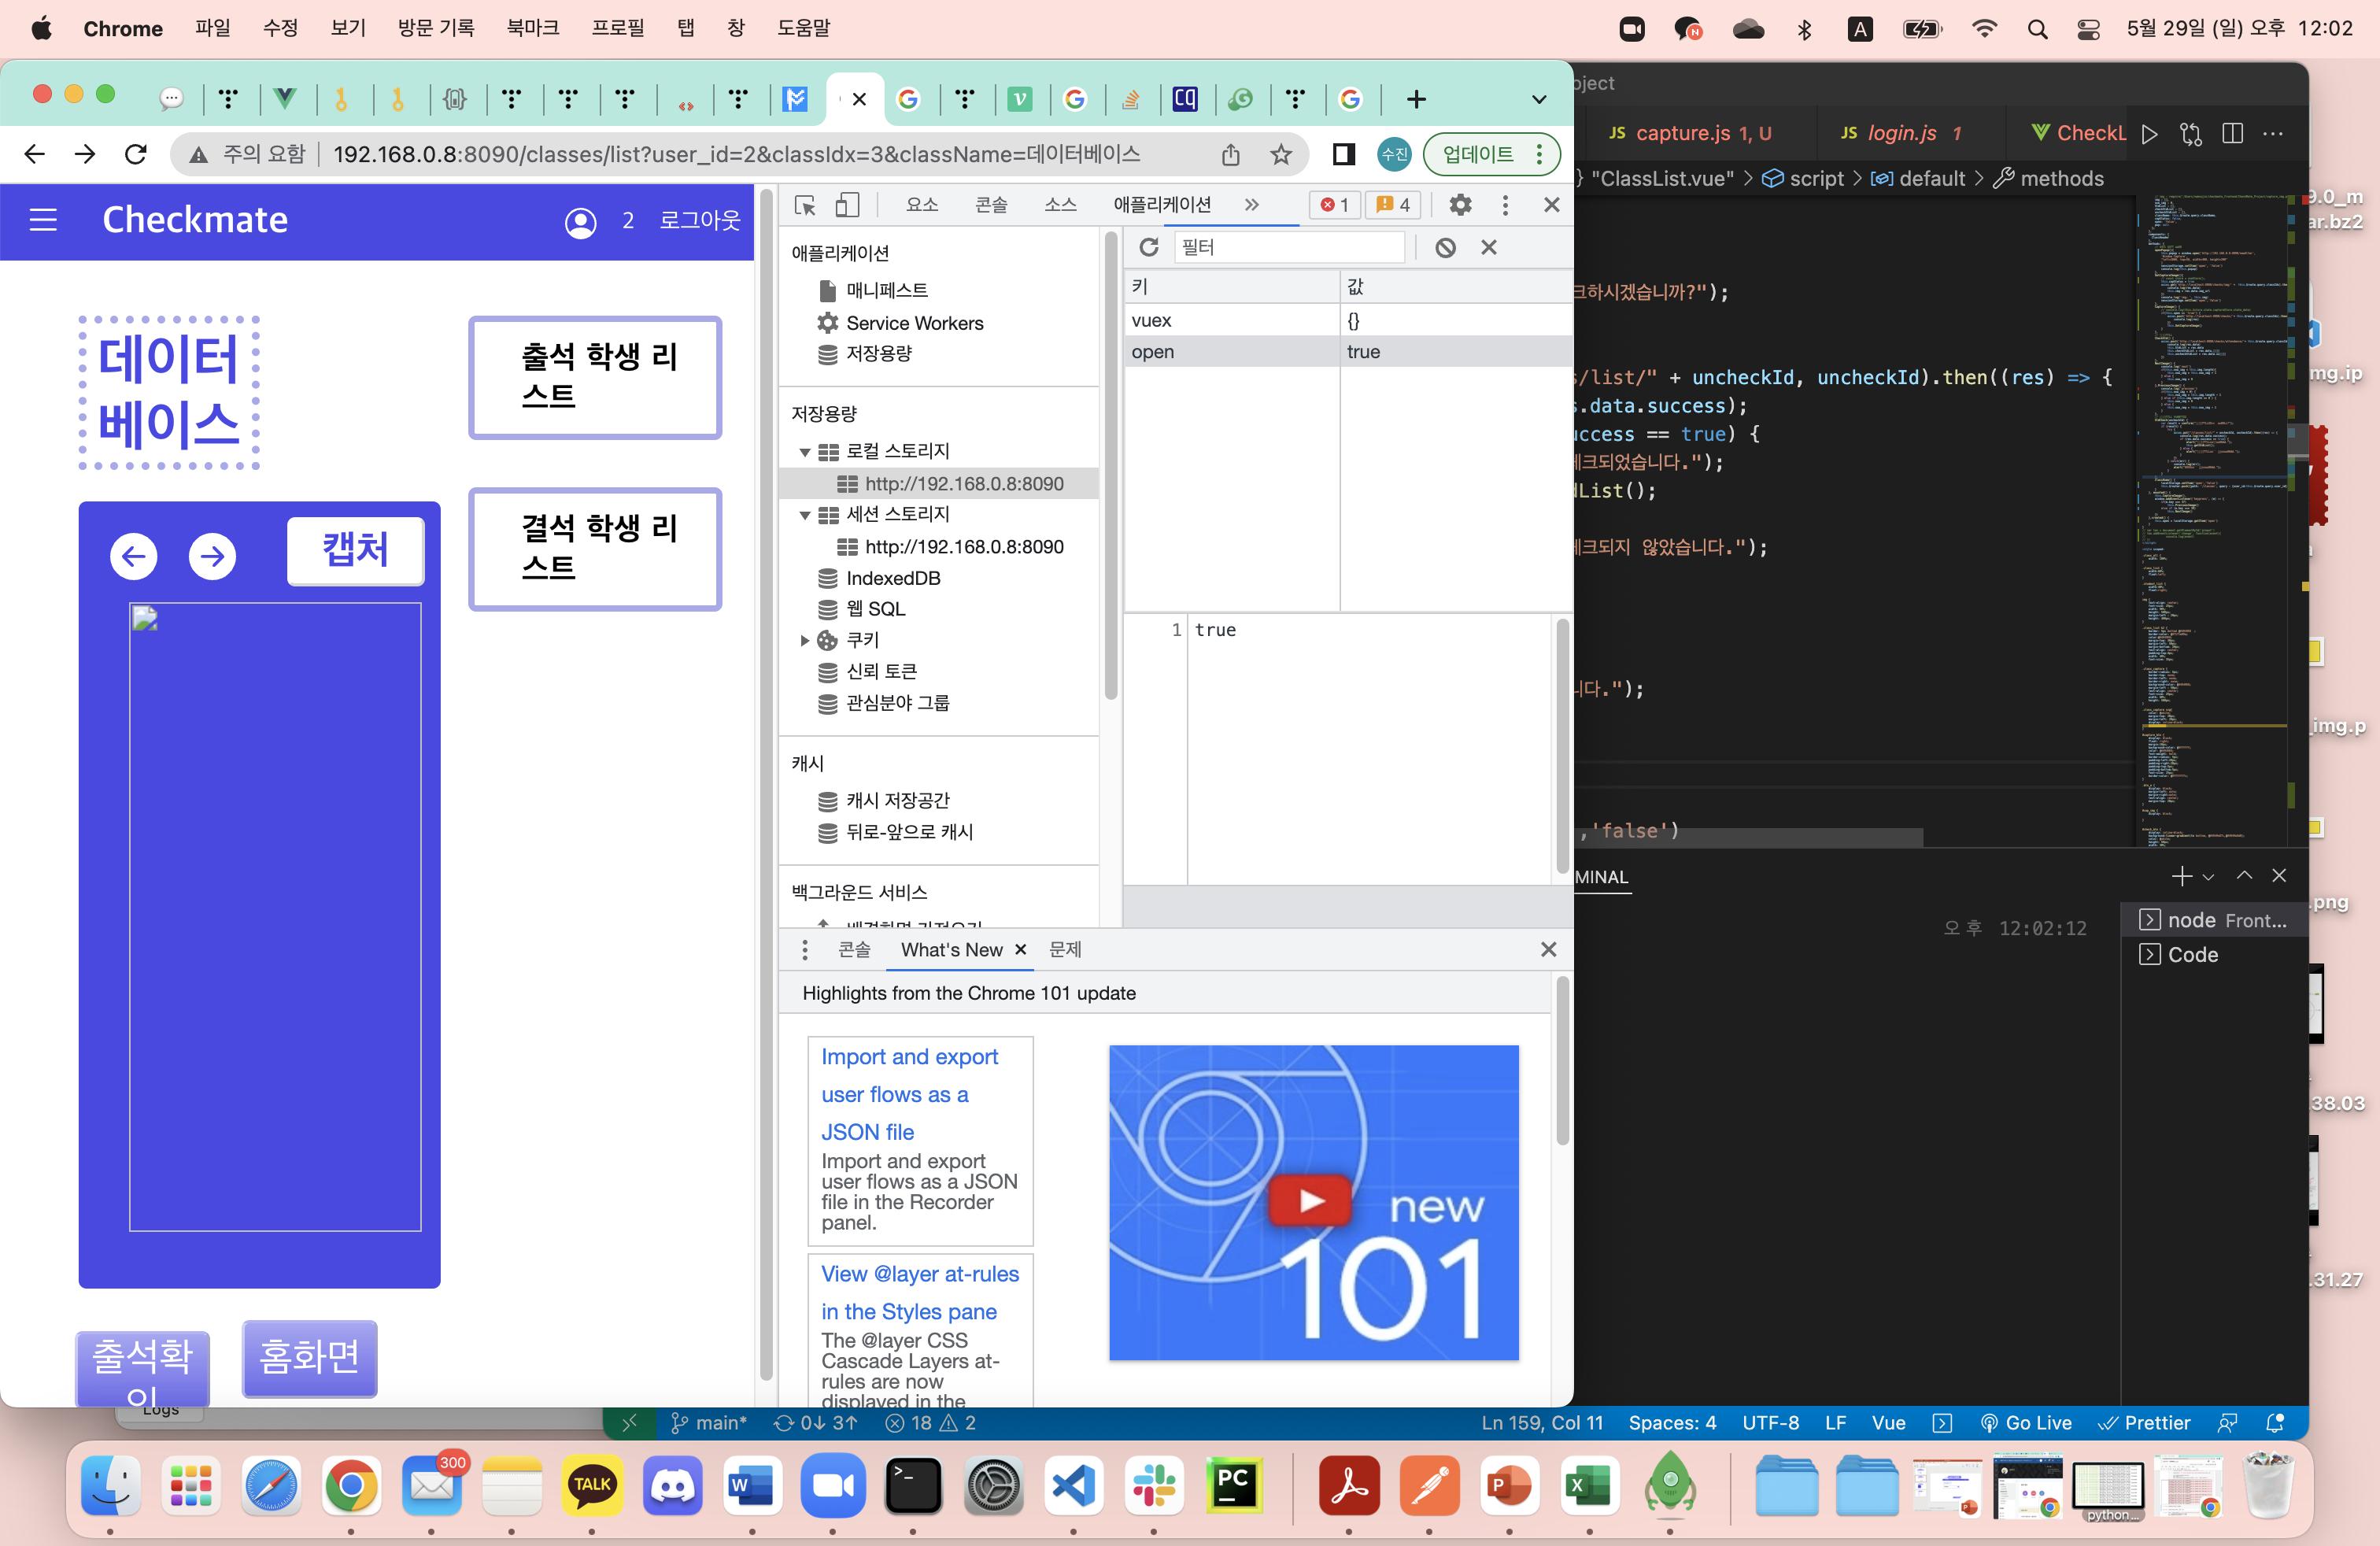 Chrome 파일 수정 보기 방문 기록 북마크 프로필 탭 창 도움말
A 5월 29일 (일) 오후 12:02
주의 요함 192.168.0.8:8090/classes/list?user_id=2&classIdx=3&className=데이터베이스
수진 업데이트
Checkmate 2 로그아웃
데이터
베이스
출석 학생 리
스트
결석 학생 리
스트
캡처
출석확
인
홈화면
요소 콘솔 소스 애플리케이션 » 1 4
애플리케이션
매니페스트
Service Workers
저장용량
저장용량
로컬 스토리지
http://192.168.0.8:8090
세션 스토리지
http://192.168.0.8:8090
IndexedDB
웹 SQL
쿠키
신뢰 토큰
관심분야 그룹
캐시
캐시 저장공간
뒤로-앞으로 캐시
백그라운드 서비스
필터
키 값
vuex {}
open true
1 true
콘솔 What's New 문제
Highlights from the Chrome 101 update
Import and export
user flows as a
JSON file
Import and export
user flows as a JSON
file in the Recorder
panel.
View @layer at-rules
in the Styles pane
The @layer CSS
Cascade Layers at-
rules are now
displayed in the
new
101
oject
JS capture.js 1, U JS login.js 1 CheckL
} "ClassList.vue" > script > default > methods
크하시겠습니까?");
s/list/" + uncheckId, uncheckId).then((res) => {
s.data.success);
uccess == true) {
체크되었습니다.");
dList();
체크되지 않았습니다.");
니다.");
,'false')
MINAL
오후 12:02:12
node Front...
Code
Logs
main* 0↓ 3↑ 18 2
Ln 159, Col 11 Spaces: 4 UTF-8 LF Vue Go Live Prettier
9.0_m
ar.bz2
mg.ip
_img.p
.png
.38.03
.31.27
300
TALK
PC
python...